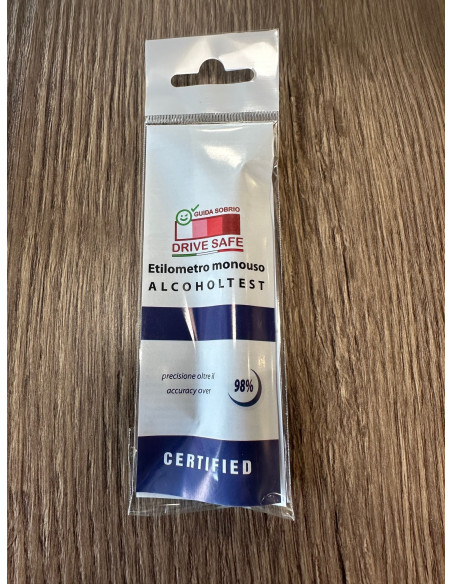 GUIDA SOBRIO
DRIVE SAFE
Etilometro monouso
ALCOHOLTEST
precisione oltre il
accuracy over
98%
CERTIFIED